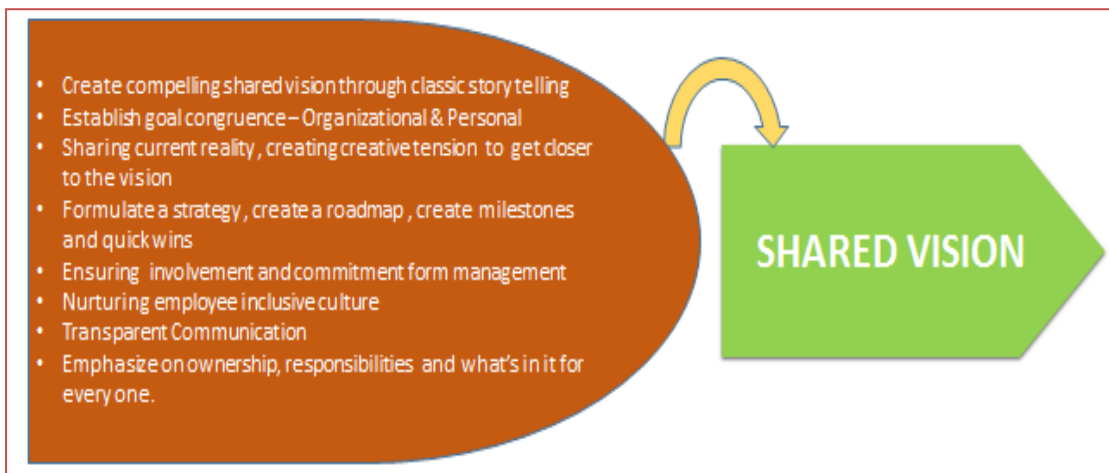 • Create compelling shared vision through classic story telling
• Establish goal congruence – Organizational & Personal
• Sharing current reality , creating creative tension to get closer
to the vision
• Formulate a strategy , create a roadmap , create milestones
and quick wins
• Ensuring involvement and commitment form management
• Nurturing employee inclusive culture
• Transparent Communication
• Emphasize on ownership, responsibilities and what's in it for
every one.
SHARED VISION